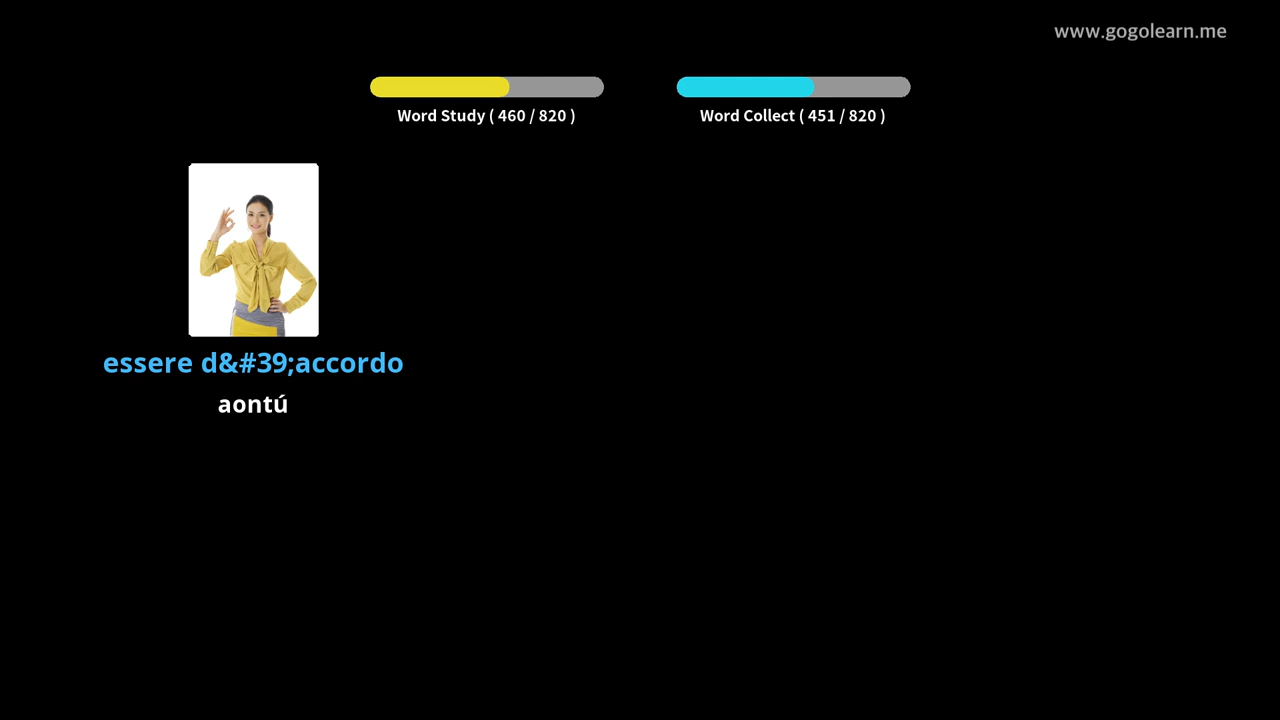 www.gogolearn.me
Word Study ( 460 / 820 )
Word Collect ( 451 / 820 )
essere d&#39;accordo
aontú